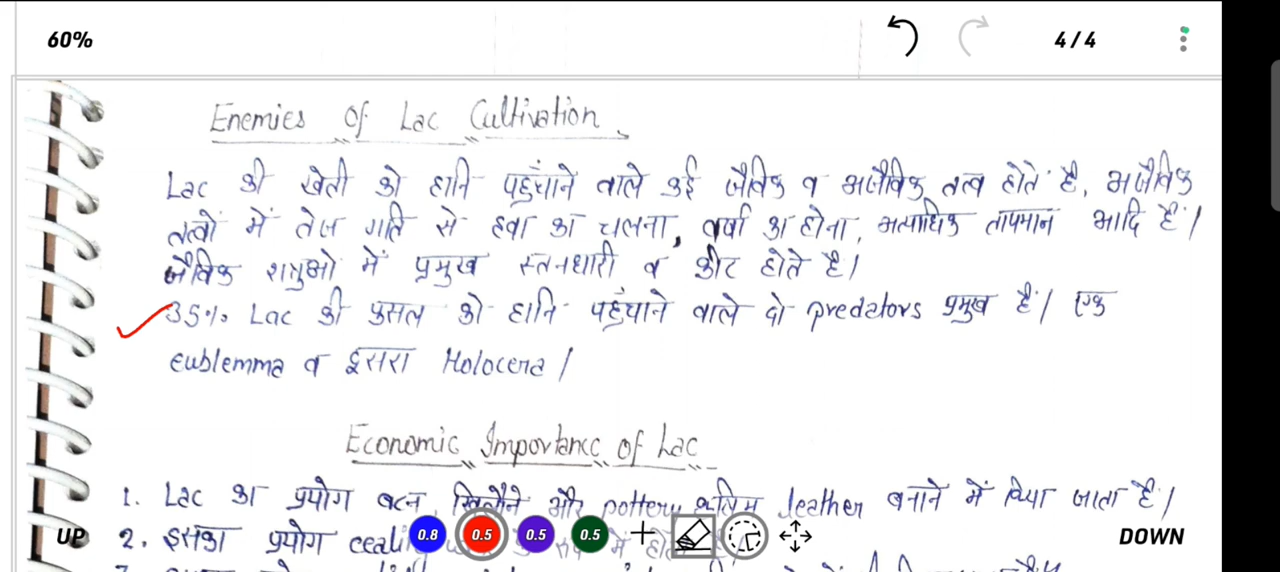 60%
4/4
Enemies Of Lac Cultivation
Lac की खेती को हानि पहुँचाने वाले कई जैविक व अजैविक तत्व होते है, अजैविक
तत्वों में तेज गति से हवा का चलना, वर्षा का होना, अत्याधिक तापमान आदि है।
जैविक शत्रुओ में प्रमुख स्तनधारी व कीट होते है।
35% Lac की फसल को हानि पहुँचाने वाले दो predators प्रमुख है। एक
eublemma व दूसरा Holocera।
Economic Importance of Lac
1. Lac का प्रयोग बटन, खिलौने और pottery कृत्रिम leather बनाने में किया जाता है।
UP
2. इसका प्रयोग में
0.8
0.5
0.5
0.5
DOWN